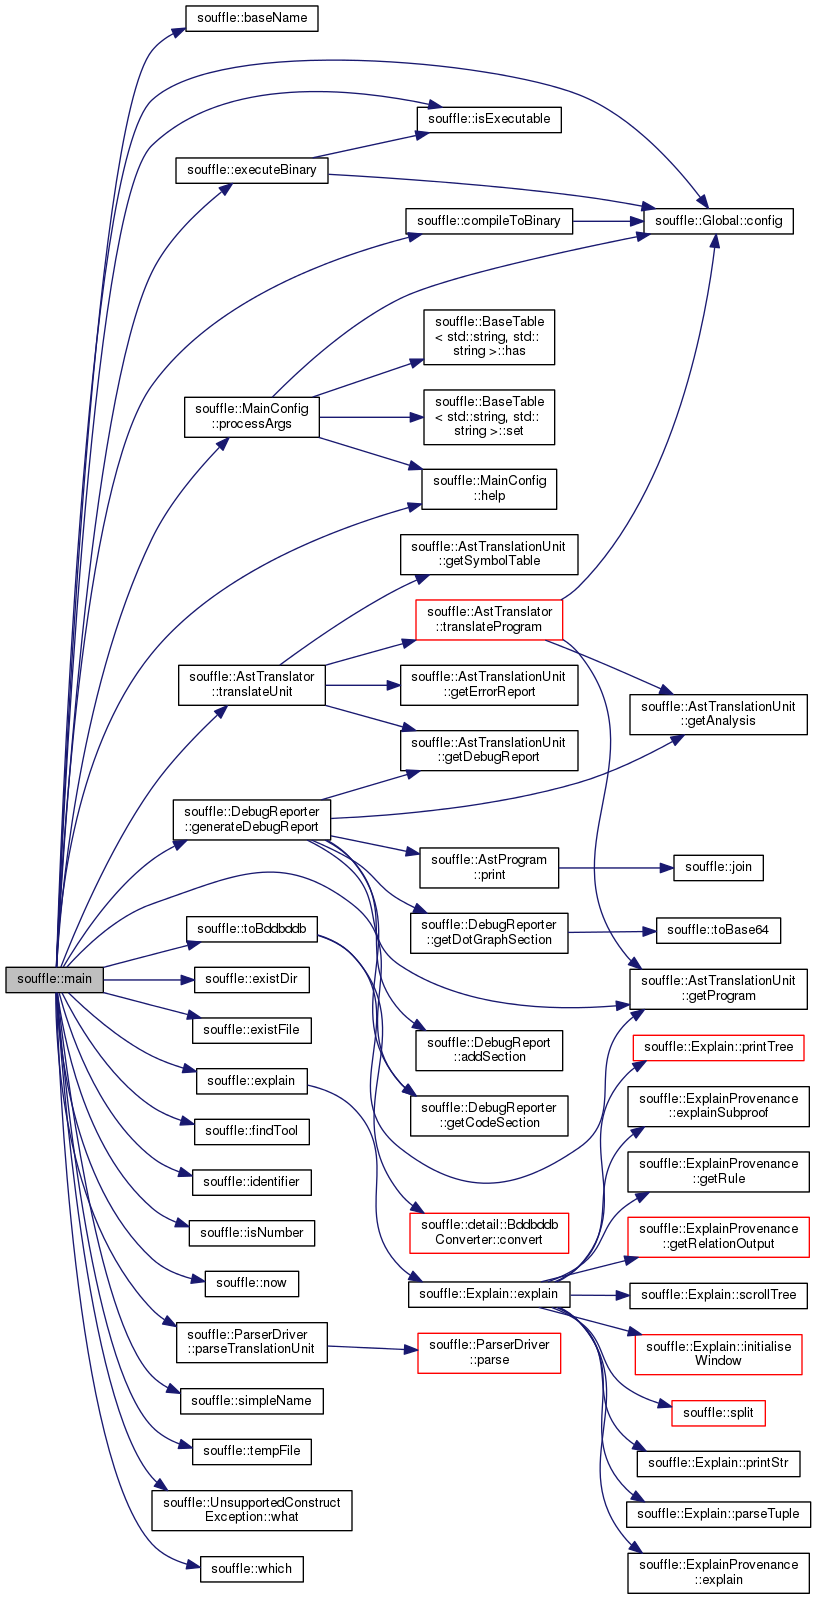 souffle::baseName
souffle::isExecutable
souffle::executeBinary
souffle::compileToBinary
souffle::Global::config
souffle::BaseTable
< std::string, std::
string >::has
souffle::MainConfig
::processArgs
souffle::BaseTable
< std::string, std::
string >::set
souffle::MainConfig
::help
souffle::AstTranslationUnit
::getSymbolTable
souffle::AstTranslator
::translateProgram
souffle::AstTranslator
::translateUnit
souffle::AstTranslationUnit
::getErrorReport
souffle::AstTranslationUnit
::getAnalysis
souffle::AstTranslationUnit
::getDebugReport
souffle::DebugReporter
::generateDebugReport
souffle::AstProgram
::print
souffle::join
souffle::toBddbddb
souffle::DebugReporter
::getDotGraphSection
souffle::toBase64
souffle::main
souffle::existDir
souffle::AstTranslationUnit
::getProgram
souffle::existFile
souffle::DebugReport
::addSection
souffle::Explain::printTree
souffle::explain
souffle::DebugReporter
::getCodeSection
souffle::ExplainProvenance
::explainSubproof
souffle::findTool
souffle::identifier
souffle::ExplainProvenance
::getRule
souffle::isNumber
souffle::detail::Bddbddb
Converter::convert
souffle::ExplainProvenance
::getRelationOutput
souffle::now
souffle::Explain::explain
souffle::Explain::scrollTree
souffle::ParserDriver
::parseTranslationUnit
souffle::ParserDriver
::parse
souffle::Explain::initialise
Window
souffle::simpleName
souffle::split
souffle::tempFile
souffle::Explain::printStr
souffle::UnsupportedConstruct
Exception::what
souffle::Explain::parseTuple
souffle::which
souffle::ExplainProvenance
::explain